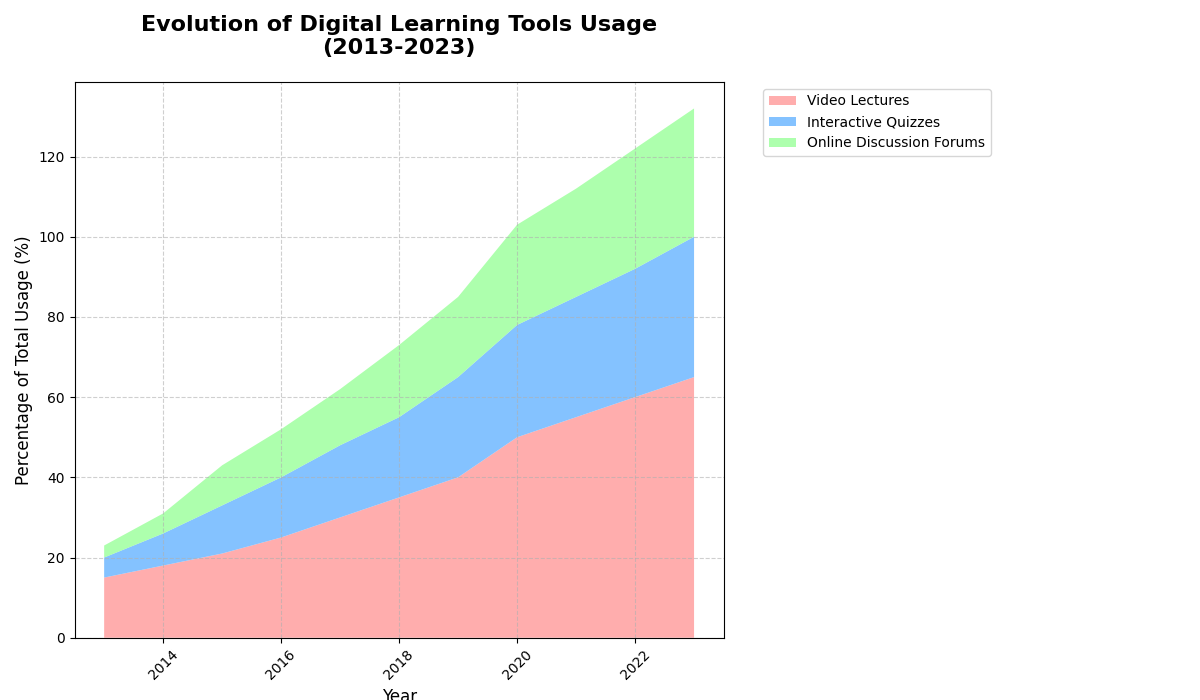 Evolution of Digital Learning Tools Usage
(2013-2023)
Video Lectures
Interactive Quizzes
Online Discussion Forums
Percentage of Total Usage (%)
120
100
80
60
40
20
0
2014
2016
2018
2020
2022
Year